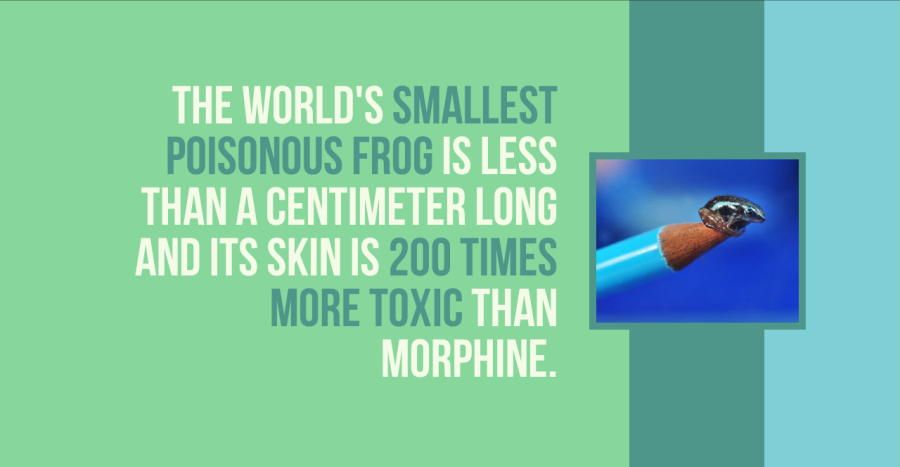 THE WORLD'S SMALLEST
POISONOUS FROG IS LESS
THAN A CENTIMETER LONG
AND ITS SKIN IS 200 TIMES
MORE TOXIC THAN
MORPHINE.